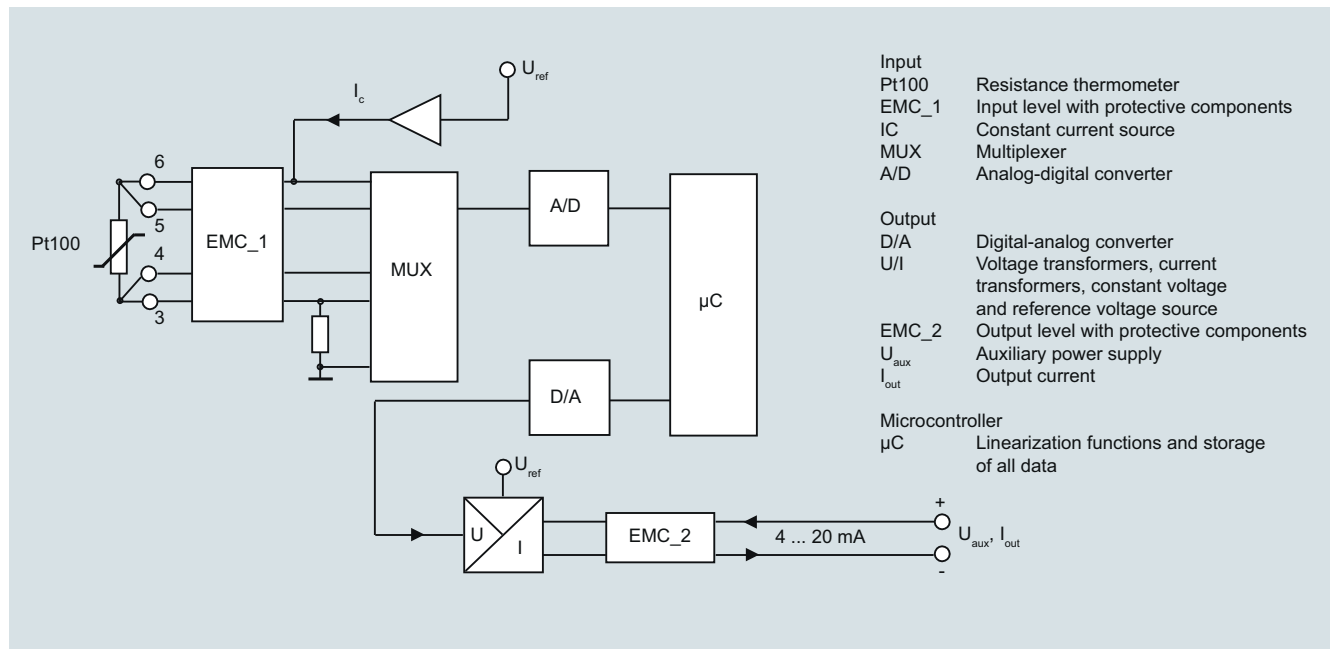 U_ref
I_c
6
5
Pt100
4
3
EMC_1
MUX
A/D
µC
D/A
U_ref
U
I
EMC_2
4 ... 20 mA
+
U_aux, I_out
-
Input
Pt100 Resistance thermometer
EMC_1 Input level with protective components
IC Constant current source
MUX Multiplexer
A/D Analog-digital converter
Output
D/A Digital-analog converter
U/I Voltage transformers, current
transformers, constant voltage
and reference voltage source
EMC_2 Output level with protective components
U_aux Auxiliary power supply
I_out Output current
Microcontroller
µC Linearization functions and storage
of all data